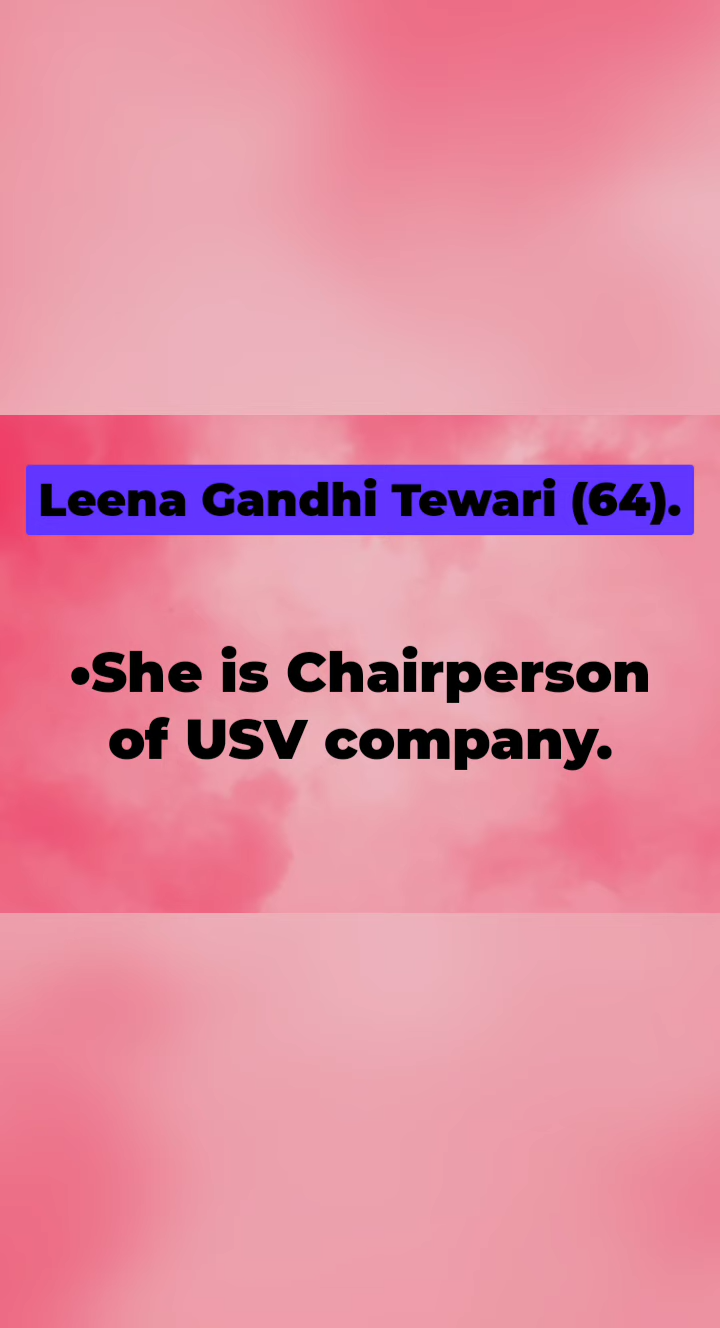 Leena Gandhi Tewari (64).
•She is Chairperson
of USV company.